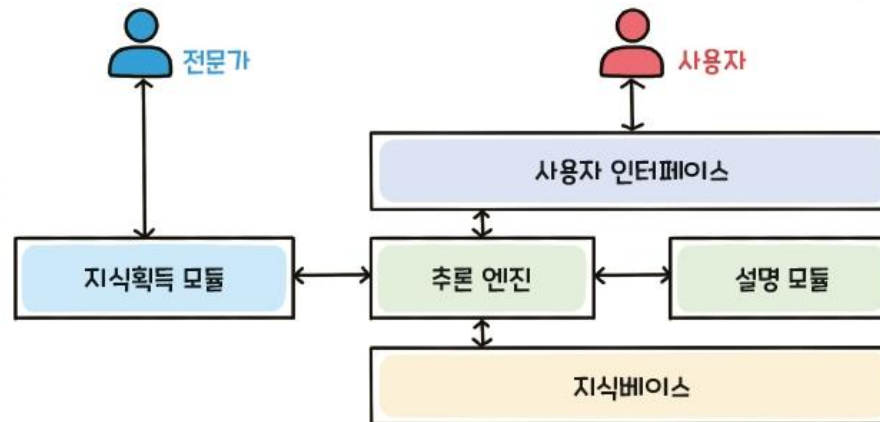 전문가
사용자
사용자 인터페이스
지식획득 모듈
추론 엔진
설명 모듈
지식베이스